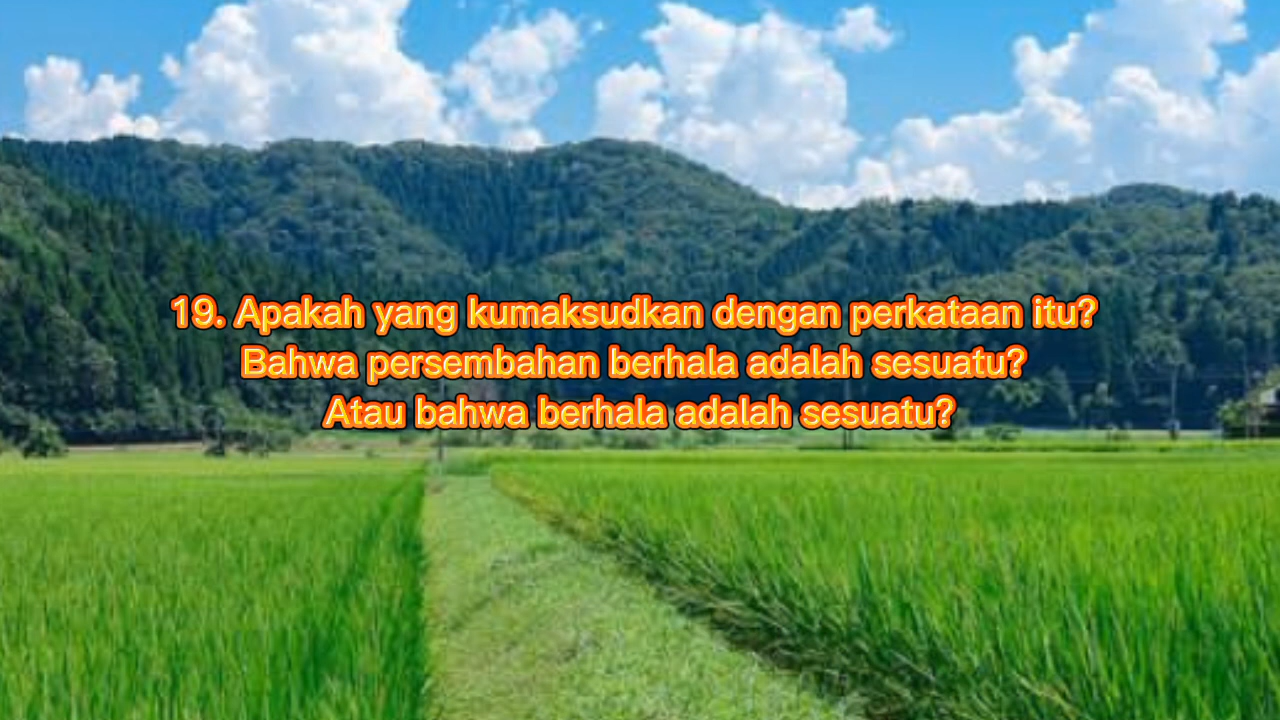 19. Apakah yang kumaksudkan dengan perkataan itu?
Bahwa persembahan berhala adalah sesuatu?
Atau bahwa berhala adalah sesuatu?